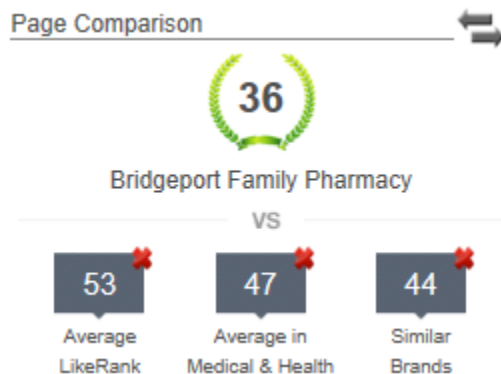 Page Comparison
36
Bridgeport Family Pharmacy
VS
53 47 44
Average Average in Similar
LikeRank Medical & Health Brands